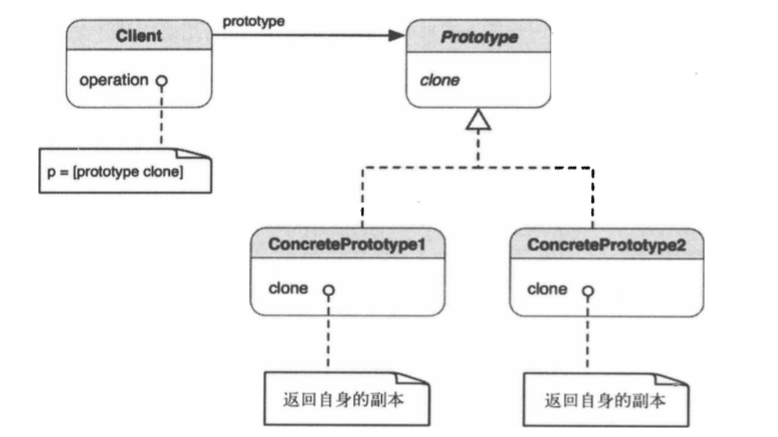 prototype
Client
Prototype
operation
clone
p = [prototype clone]
ConcretePrototype1
ConcretePrototype2
clone
clone
返回自身的副本
返回自身的副本